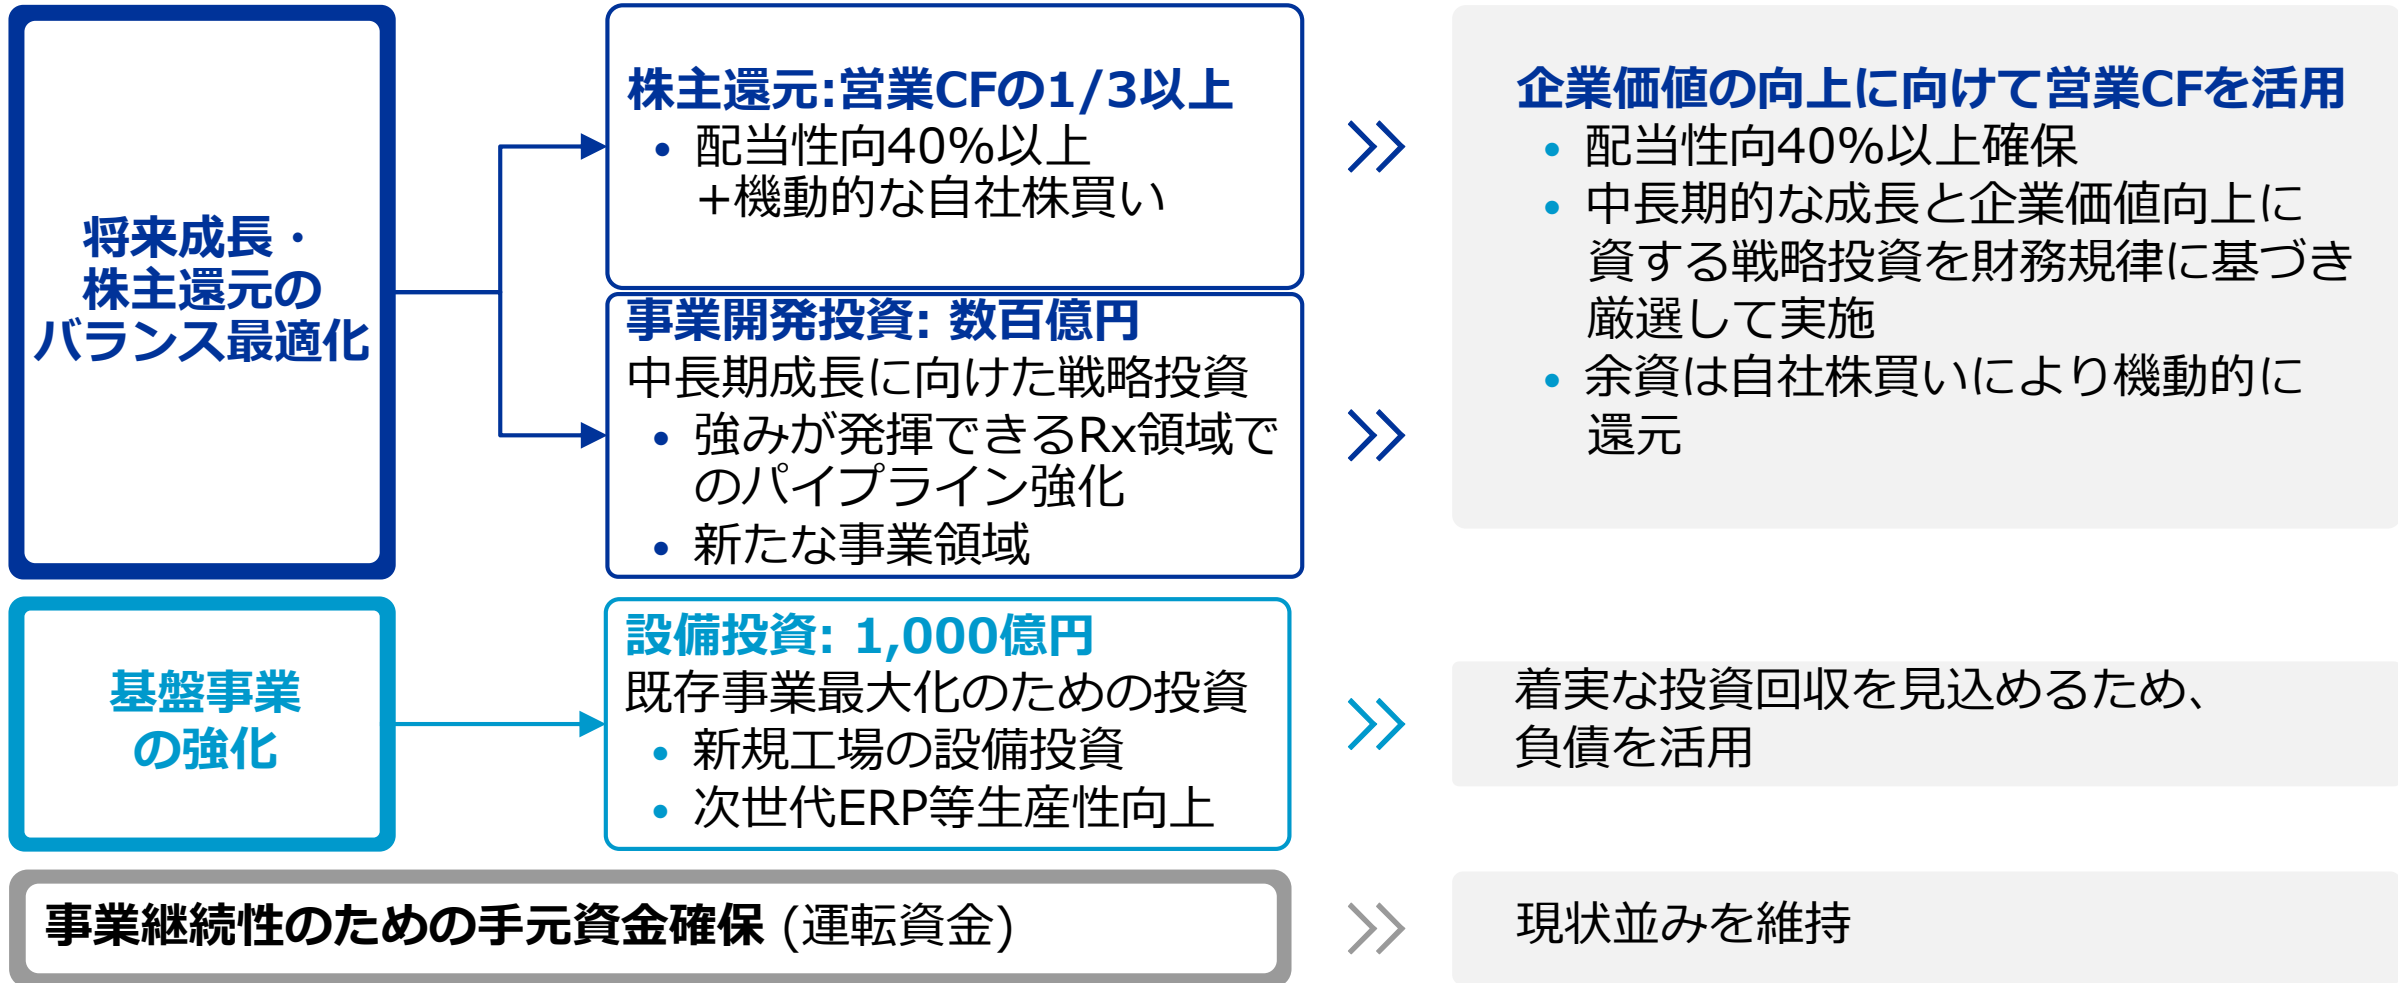 将来成長・
株主還元の
バランス最適化
株主還元:営業CFの1/3以上
• 配当性向40%以上
+機動的な自社株買い
事業開発投資: 数百億円
中長期成長に向けた戦略投資
• 強みが発揮できるRx領域で
のパイプライン強化
• 新たな事業領域
企業価値の向上に向けて営業CFを活用
• 配当性向40%以上確保
• 中長期的な成長と企業価値向上に
資する戦略投資を財務規律に基づき
厳選して実施
• 余資は自社株買いにより機動的に
還元
基盤事業
の強化
設備投資: 1,000億円
既存事業最大化のための投資
• 新規工場の設備投資
• 次世代ERP等生産性向上
着実な投資回収を見込めるため、
負債を活用
事業継続性のための手元資金確保 (運転資金)
現状並みを維持